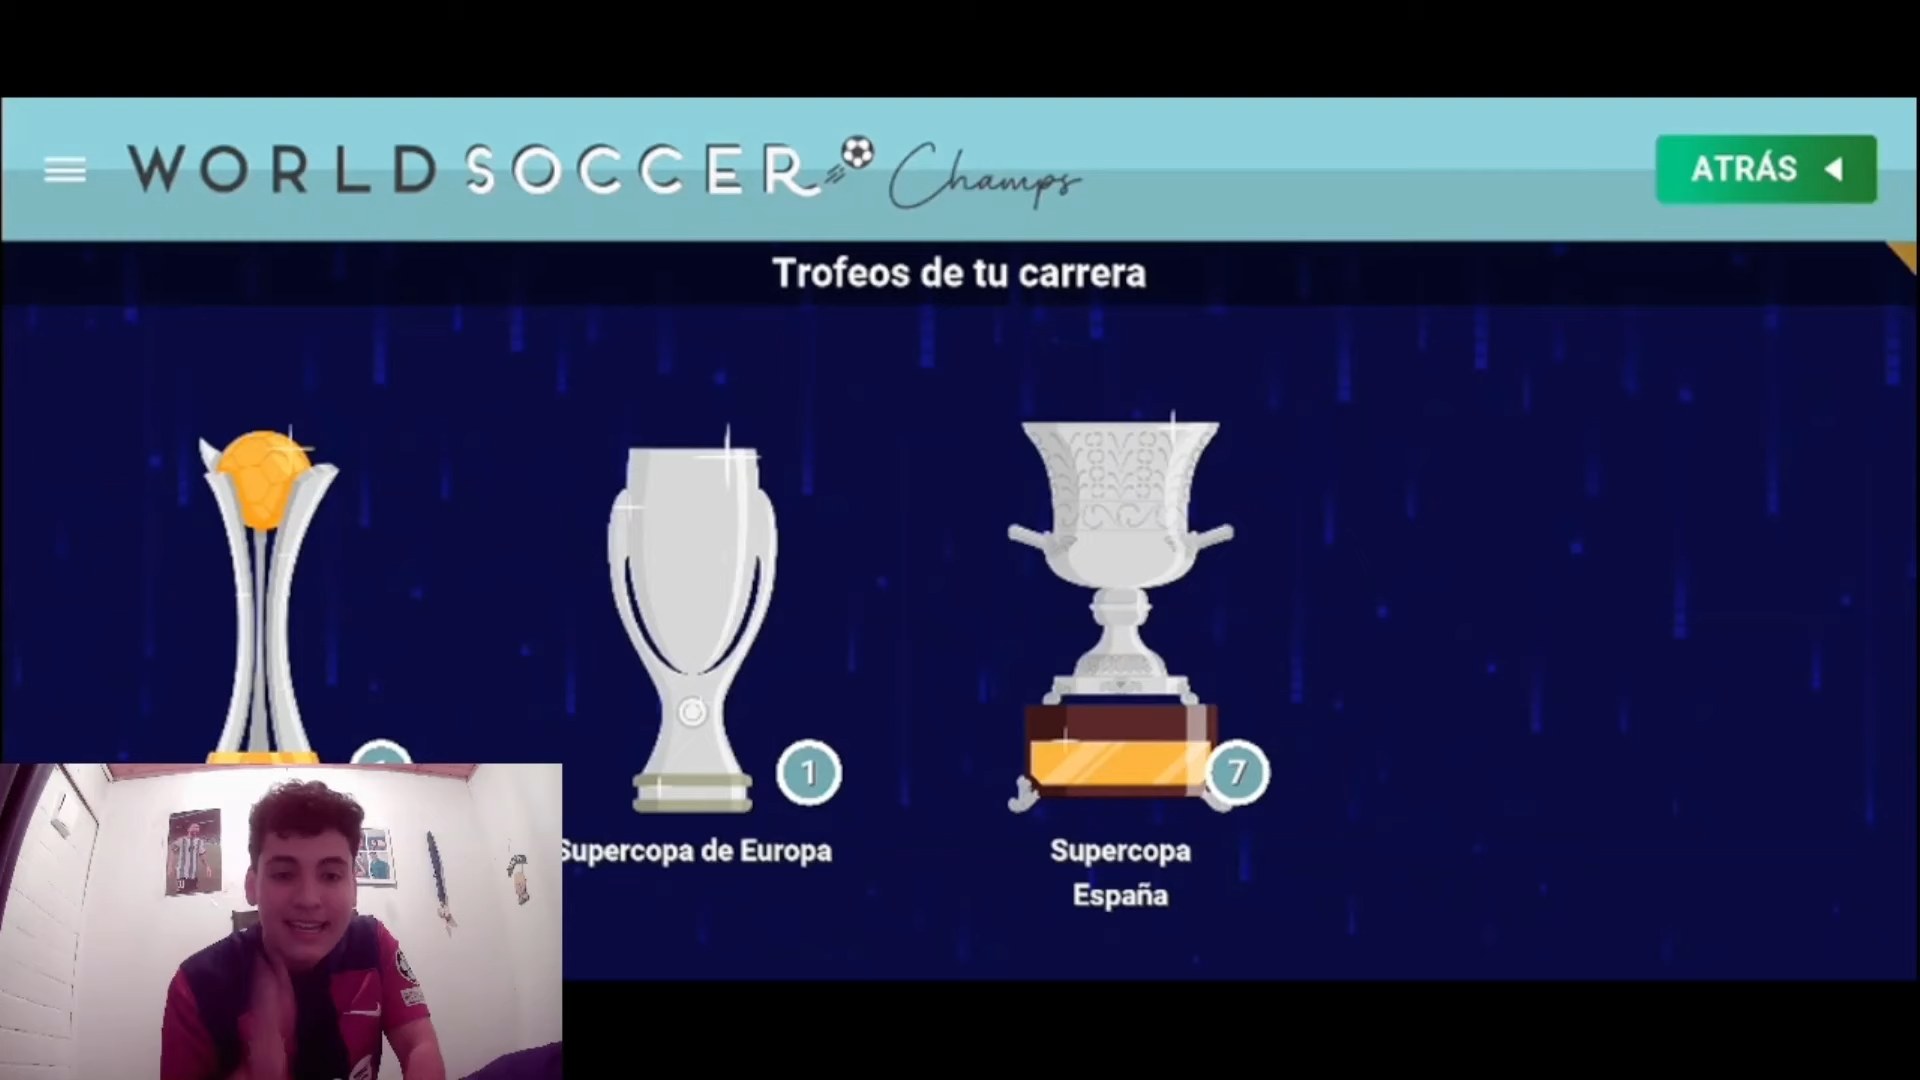 WORLD SOCCER Champs
ATRÁS
Trofeos de tu carrera
1
7
Supercopa de Europa
Supercopa
España